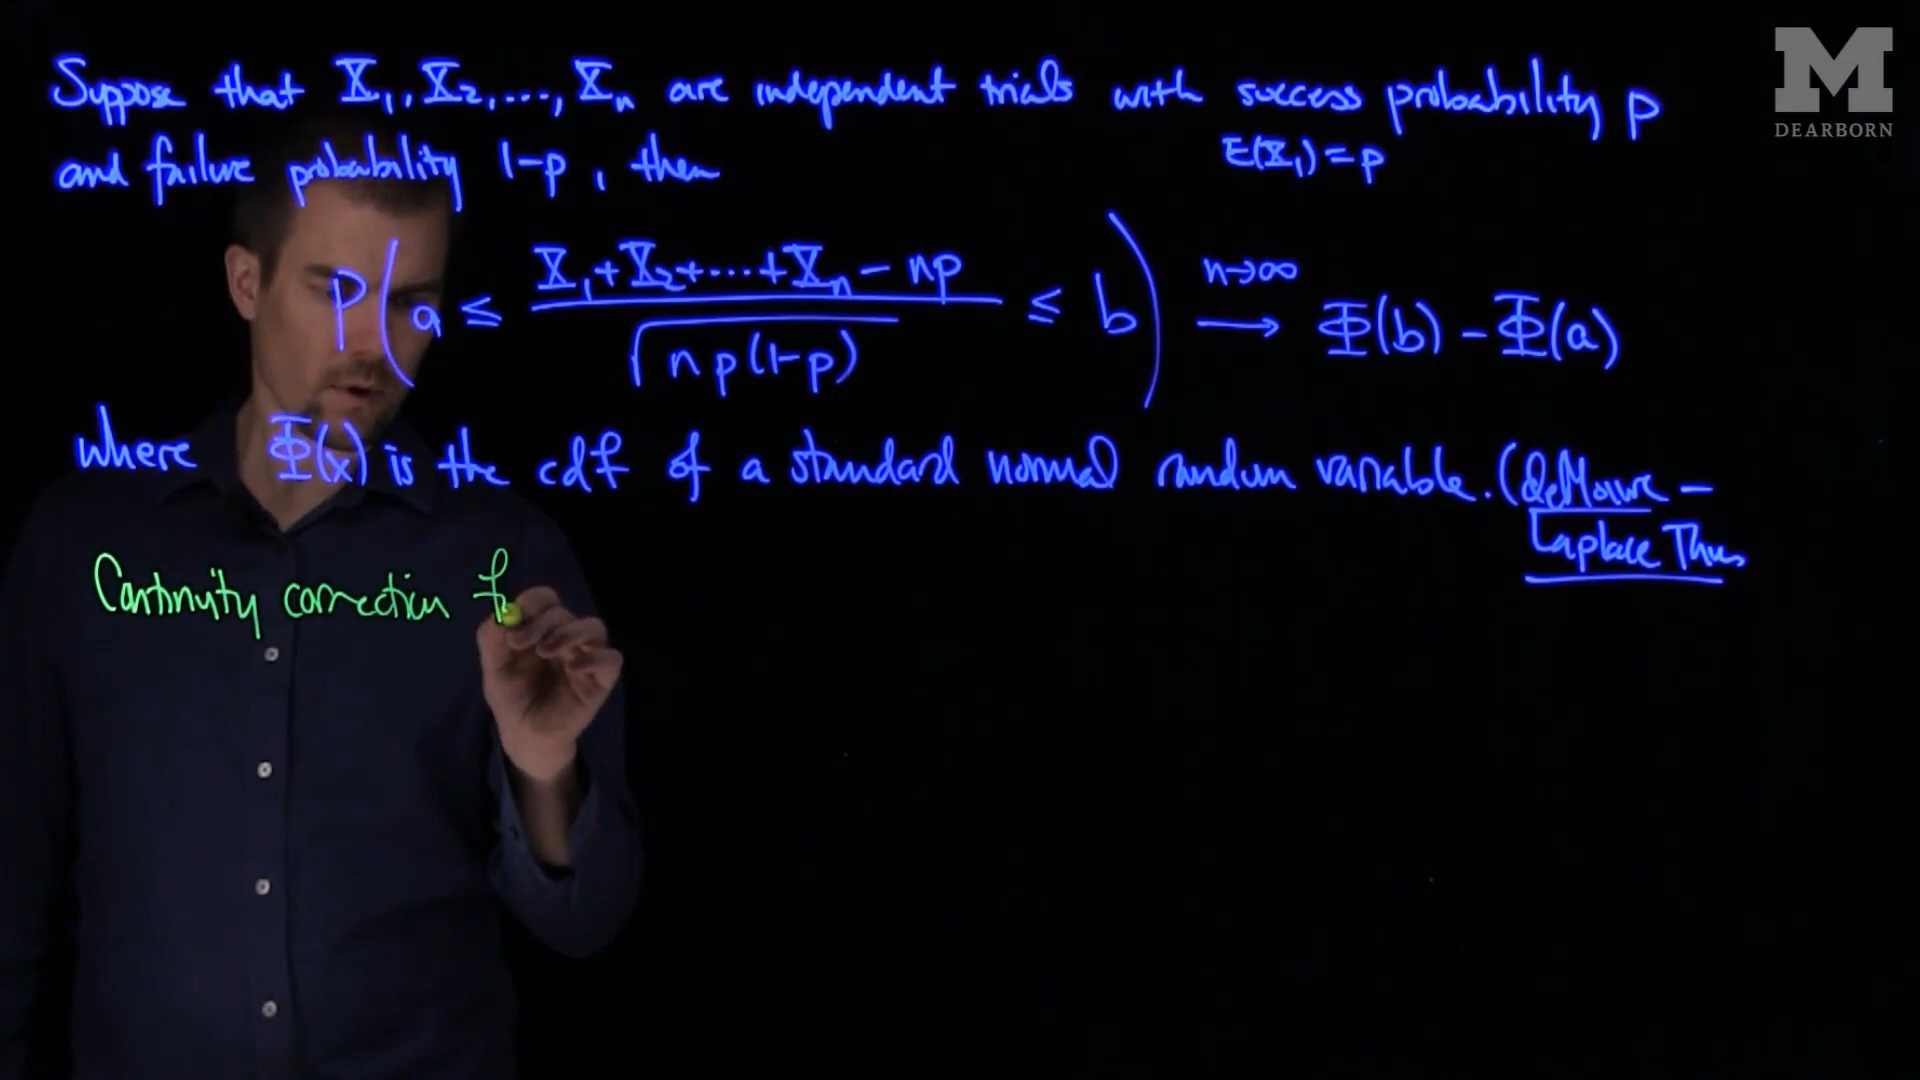 Suppose that X₁, X₂, ..., Xₙ are independent trials with success probability p
and failure probability 1-p, then
E(X₁) = p
P(a ≤ (X₁+X₂+....+Xₙ - np) / √(np(1-p)) ≤ b) n→∞ → Φ(b) - Φ(a)
where Φ(x) is the cdf of a standard normal random variable. (DeMoivre -
Laplace Thm
Continuity correction f
M
DEARBORN